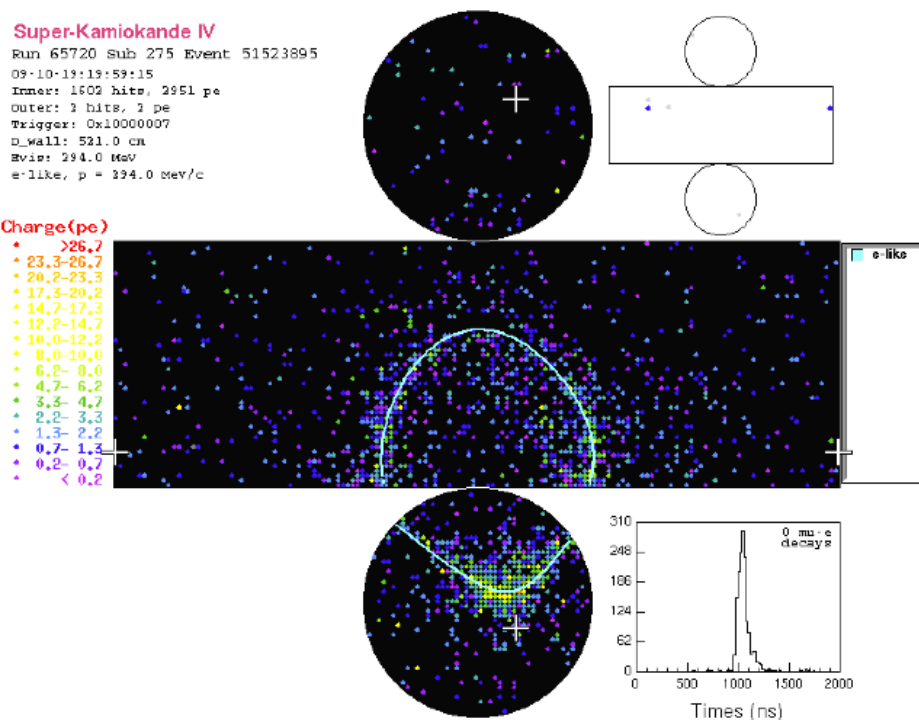 Super-Kamiokande IV
Run 65720 Sub 275 Event 51523895
09-10-19:19:59:15
Inner: 1602 hits, 2951 pe
Outer: 3 hits, 3 pe
Trigger: 0x10000007
D_wall: 521.0 cm
Evis: 394.0 MeV
e-like, p = 394.0 MeV/c
Charge(pe)
>26.7
23.3-26.7
20.2-23.3
17.3-20.2
14.7-17.3
12.2-14.7
10.0-12.2
8.0-10.0
6.2- 8.0
4.7- 6.2
3.3- 4.7
2.2- 3.3
1.3- 2.2
0.7- 1.3
0.2- 0.7
< 0.2
e-like
0 mu-e
decays
310
248
186
124
62
0
0 500 1000 1500 2000
Times (ns)